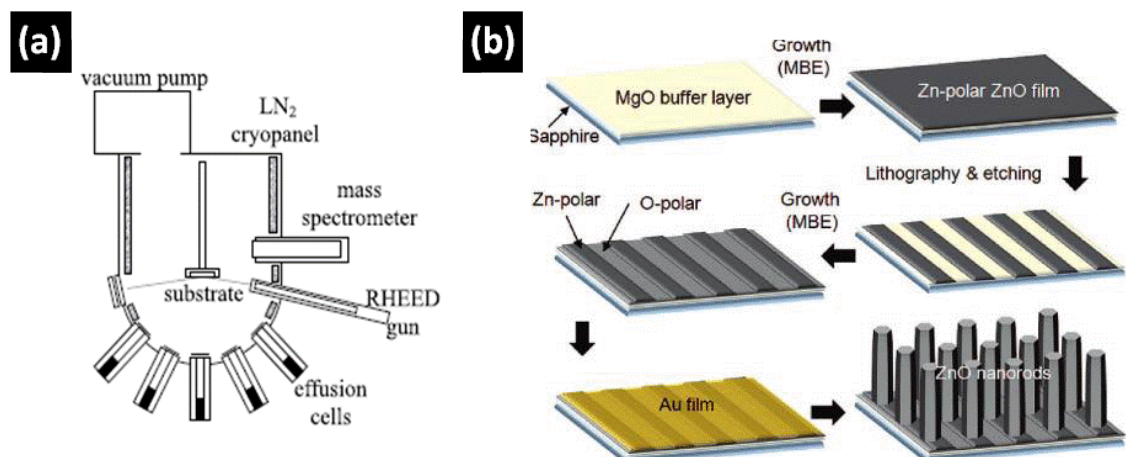 (a)
vacuum pump
LN2
cryopanel
mass
spectrometer
substrate
RHEED
gun
effusion
cells
(b)
Growth
(MBE)
MgO buffer layer
Zn-polar ZnO film
Sapphire
Lithography & etching
Zn-polar
O-polar
Growth
(MBE)
Au film
ZnO nanorods